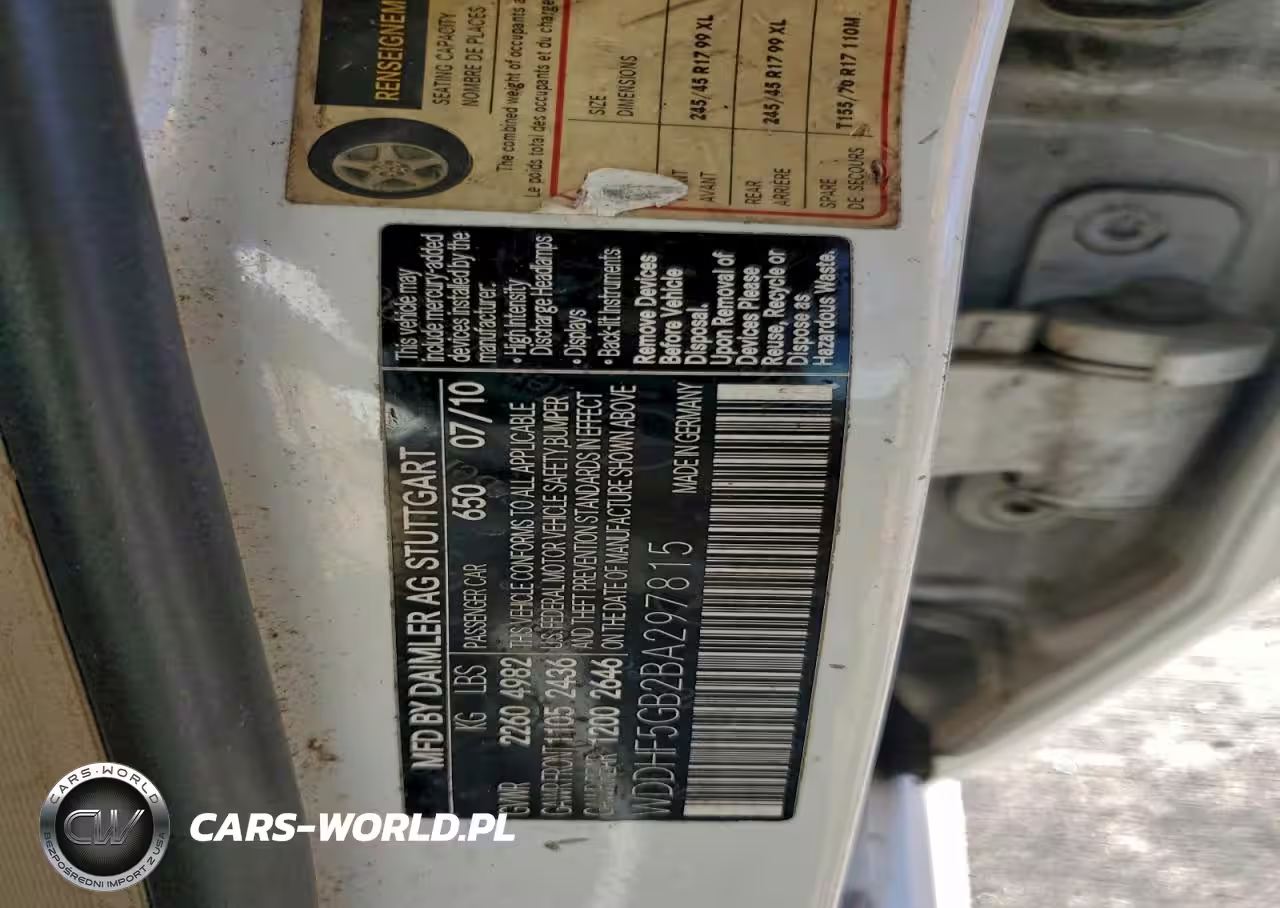 MFD BY DAIMLER AG STUTTGART
KG LBS PASSENGER CAR 650 07/10
GVWR 2260 4982 THIS VEHICLE CONFORMS TO ALL APPLICABLE
GAWR FRONT 1105 2436 U.S. FEDERAL MOTOR VEHICLE SAFETY, BUMPER
AND THEFT PREVENTION STANDARDS IN EFFECT
1200 2646 ON THE DATE OF MANUFACTURE SHOWN ABOVE
MADE IN GERMANY
WDDHF5GB2BA297815
This vehicle may
include mercury-added
devices installed by the
manufacturer.
• High Intensity
Discharge Headlamps
• Displays
• Back-lit Instruments
Remove Devices
Before Vehicle
Disposal.
Upon Removal of
Devices Please
Reuse, Recycle or
Dispose as
Hazardous Waste.
RENSEIGNEM
SEATING CAPACITY
NOMBRE DE PLACES
The combined weight of occupants a
Le poids total des occupants et du charge
SIZE
DIMENSIONS
AVANT
245/45 R17 99 XL
REAR
ARRIÈRE
245/45 R17 99 XL
SPARE
DE SECOURS
T155/70 R17 110M
CARS-WORLD
CW
BEZPOŚREDNI IMPORT Z USA
CARS-WORLD.PL